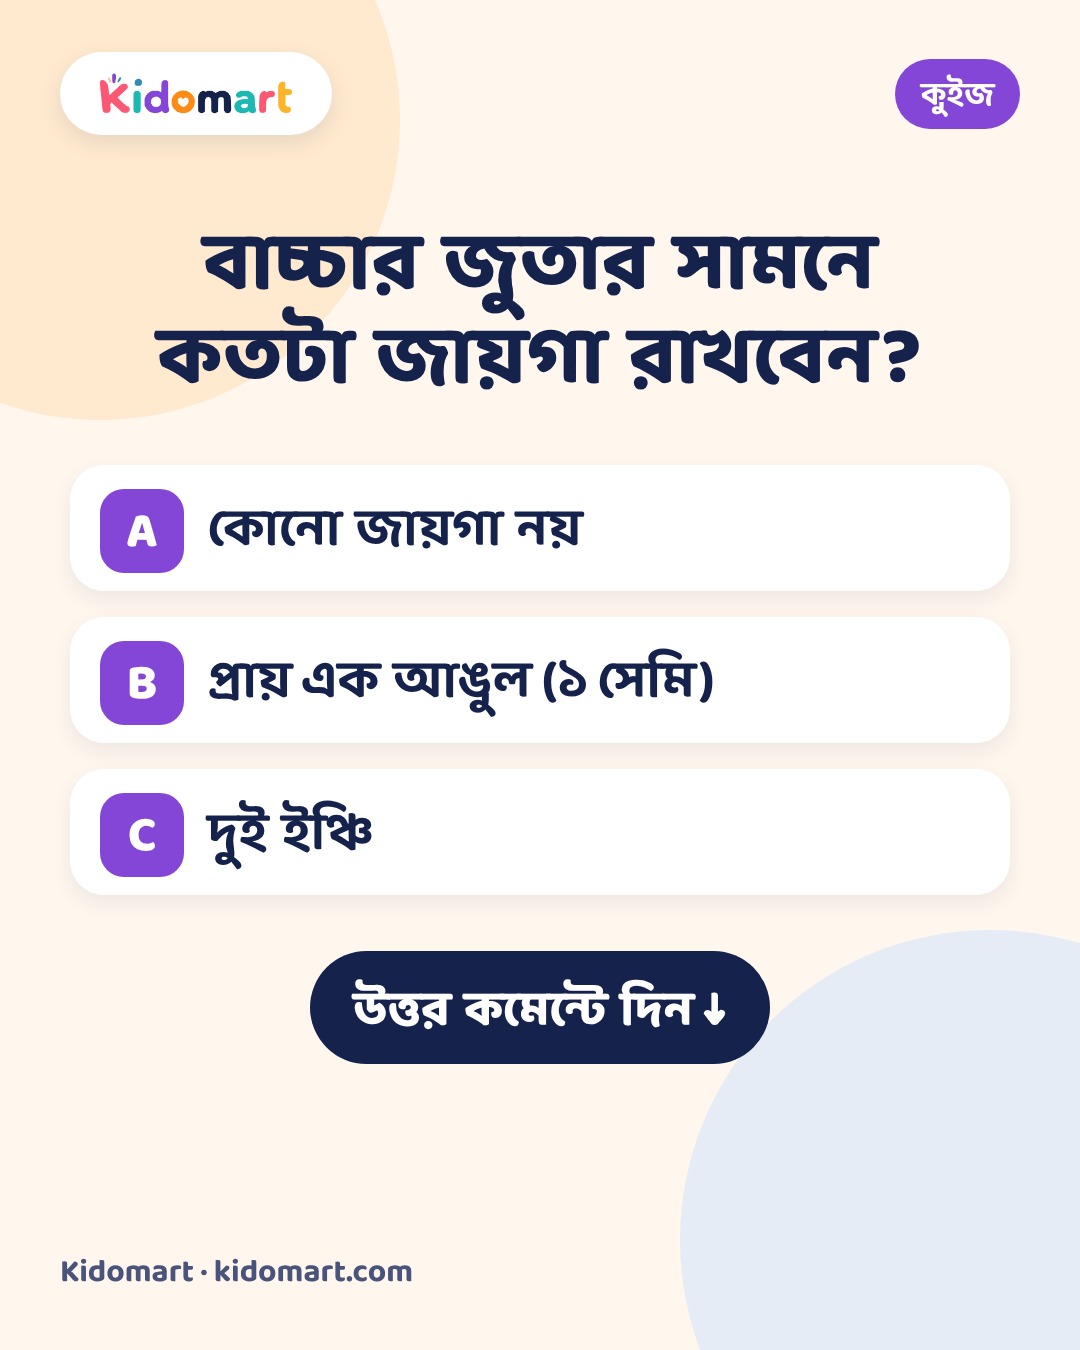 Kidomart
কুইজ
বাচ্চার জুতার সামনে
কতটা জায়গা রাখবেন?
A কোনো জায়গা নয়
B প্রায় এক আঙুল (১ সেমি)
C দুই ইঞ্চি
উত্তর কমেন্টে দিন ↓
Kidomart · kidomart.com